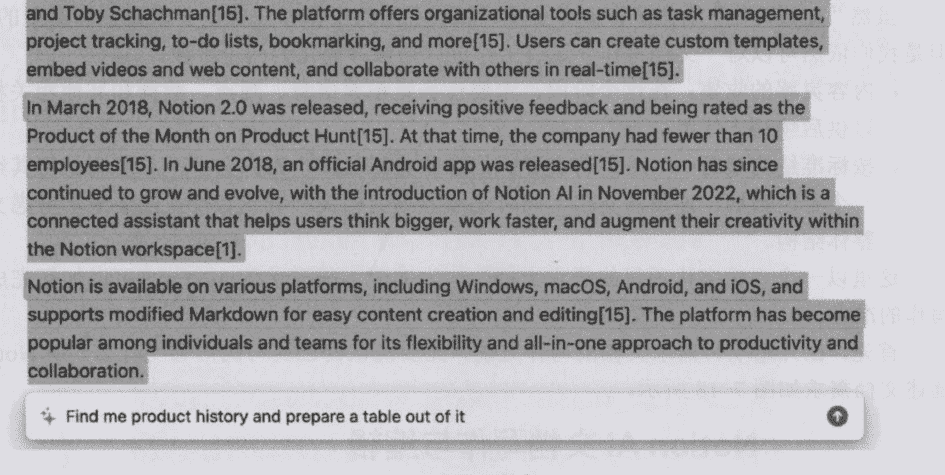 and Toby Schachman[15]. The platform offers organizational tools such as task management,
project tracking, to-do lists, bookmarking, and more[15]. Users can create custom templates,
embed videos and web content, and collaborate with others in real-time[15].
In March 2018, Notion 2.0 was released, receiving positive feedback and being rated as the
Product of the Month on Product Hunt[15]. At that time, the company had fewer than 10
employees[15]. In June 2018, an official Android app was released[15]. Notion has since
continued to grow and evolve, with the introduction of Notion AI in November 2022, which is a
connected assistant that helps users think bigger, work faster, and augment their creativity within
the Notion workspace[1].
Notion is available on various platforms, including Windows, macOS, Android, and iOS, and
supports modified Markdown for easy content creation and editing[15]. The platform has become
popular among individuals and teams for its flexibility and all-in-one approach to productivity and
collaboration.
Find me product history and prepare a table out of it